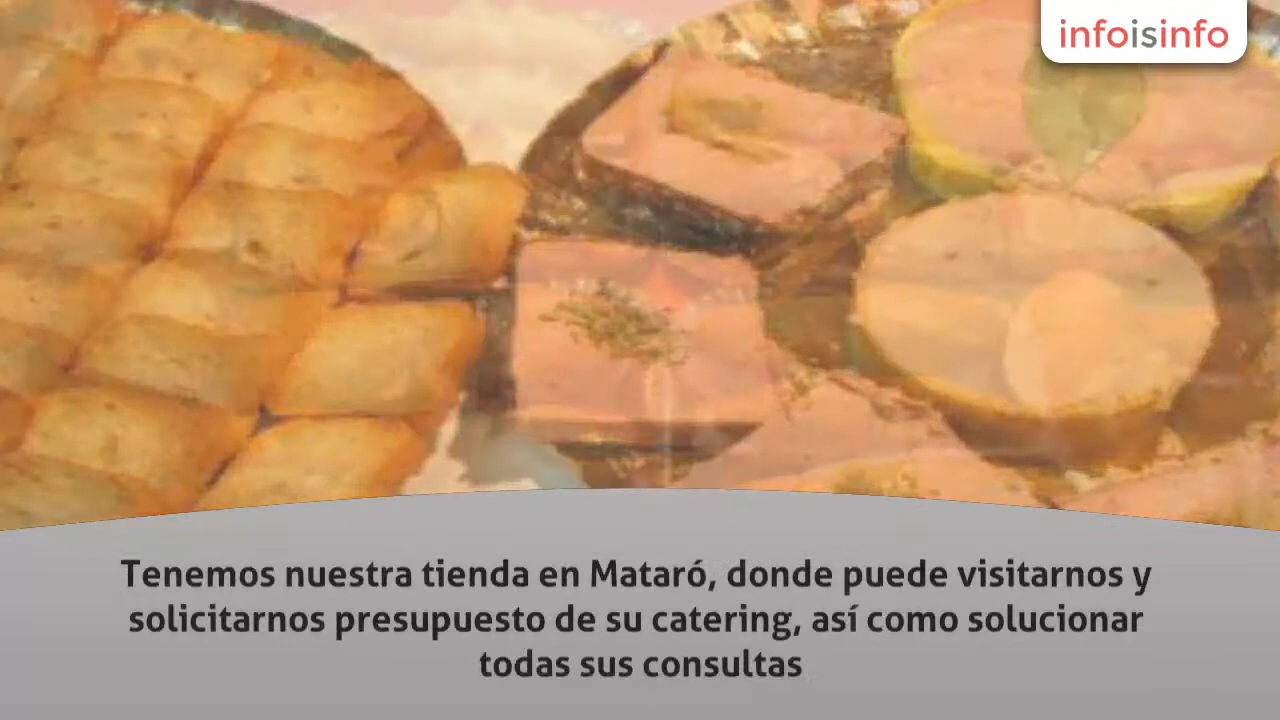 infoisinfo
Tenemos nuestra tienda en Mataró, donde puede visitarnos y
solicitarnos presupuesto de su catering, así como solucionar
todas sus consultas